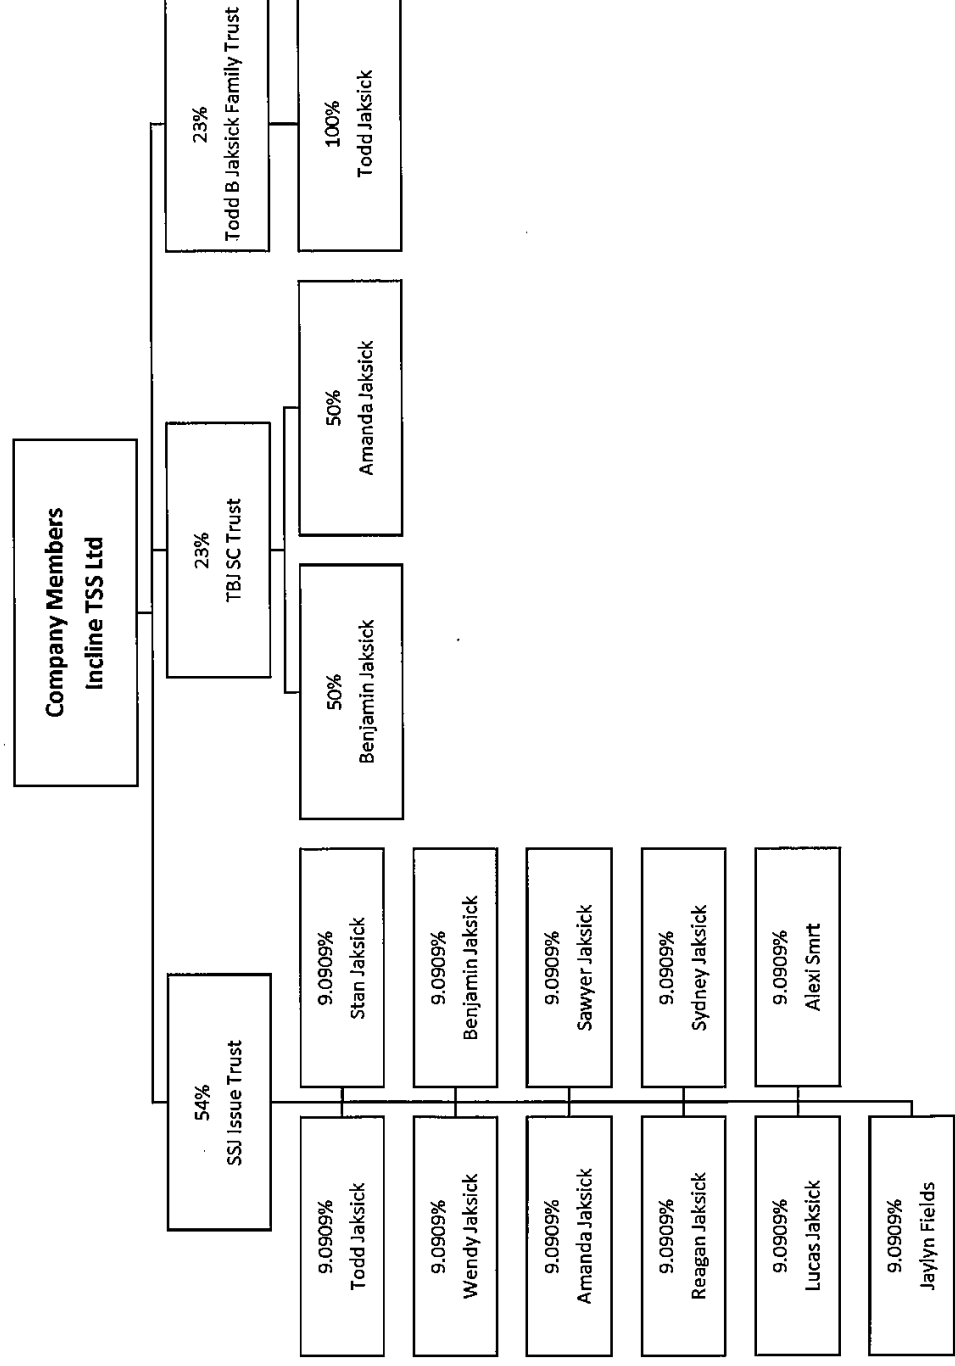 Company Members
Incline TSS Ltd
54%
SSJ Issue Trust
23%
TBJ SC Trust
23%
Todd B Jaksick Family Trust
9.0909%
Todd Jaksick
9.0909%
Stan Jaksick
50%
Benjamin Jaksick
50%
Amanda Jaksick
100%
Todd Jaksick
9.0909%
Wendy Jaksick
9.0909%
Benjamin Jaksick
9.0909%
Amanda Jaksick
9.0909%
Sawyer Jaksick
9.0909%
Reagan Jaksick
9.0909%
Sydney Jaksick
9.0909%
Lucas Jaksick
9.0909%
Alexi Smrt
9.0909%
Jaylyn Fields